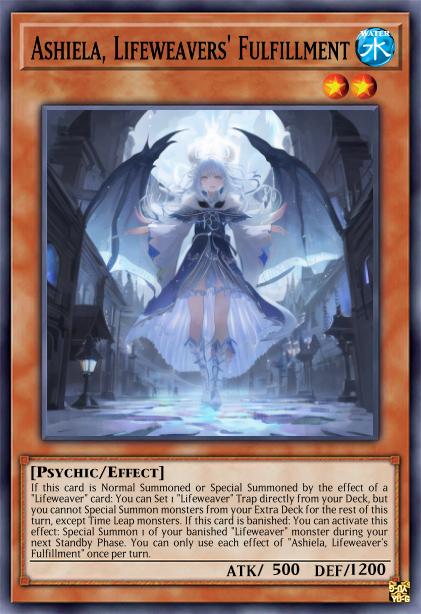 Ashiela, Lifeweavers' Fulfillment
WATER
水
[Psychic/Effect]
If this card is Normal Summoned or Special Summoned by the effect of a
"Lifeweaver" card: You can Set 1 "Lifeweaver" Trap directly from your Deck, but
you cannot Special Summon monsters from your Extra Deck for the rest of
this turn, except Time Leap monsters. If this card is banished: You can activate this
effect: Special Summon 1 of your banished "Lifeweaver" monster during your
next Standby Phase. You can only use each effect of "Ashiela, Lifeweaver's
Fulfillment" once per turn.
ATK/ 500 DEF/1200